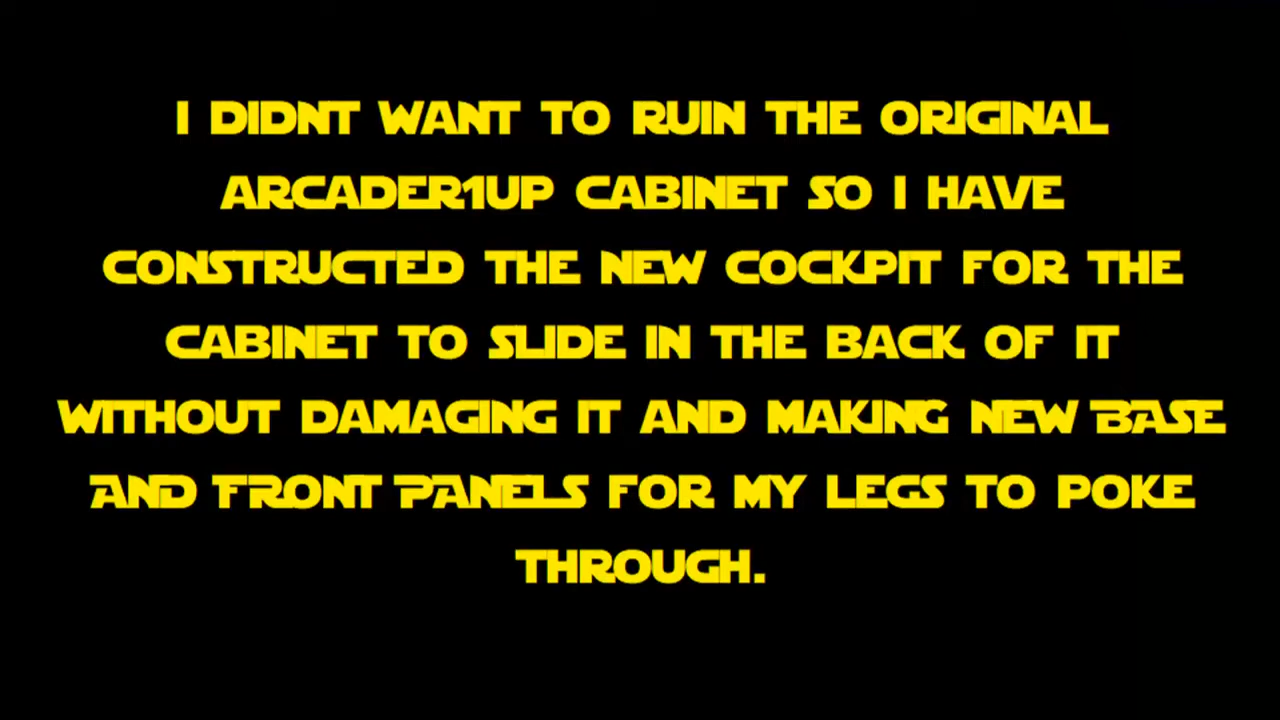 I DIDNT WANT TO RUIN THE ORIGINAL
ARCADER1UP CABINET SO I HAVE
CONSTRUCTED THE NEW COCKPIT FOR THE
CABINET TO SLIDE IN THE BACK OF IT
WITHOUT DAMAGING IT AND MAKING NEW BASE
AND FRONT PANELS FOR MY LEGS TO POKE
THROUGH.